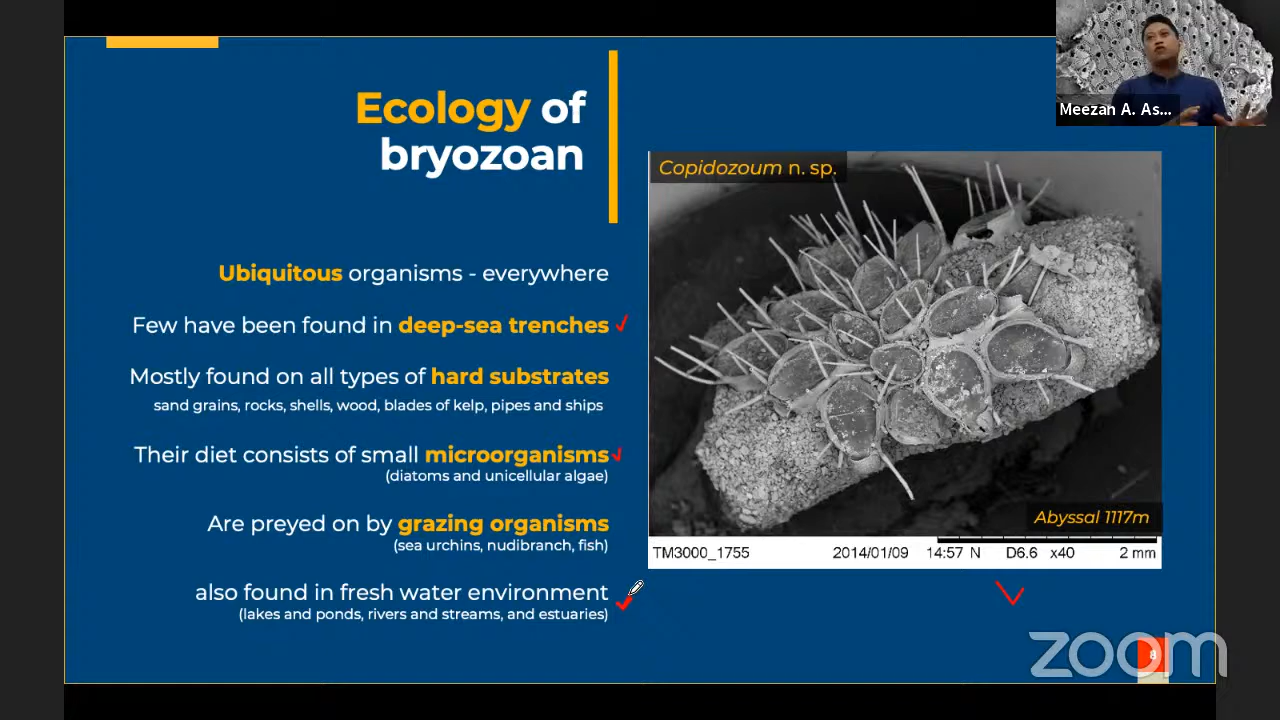 Meezan A. As...
Ecology of
bryozoan
Copidozoum n. sp.
Ubiquitous organisms - everywhere
Few have been found in deep-sea trenches
Mostly found on all types of hard substrates
sand grains, rocks, shells, wood, blades of kelp, pipes and ships
Their diet consists of small microorganisms
(diatoms and unicellular algae)
Are preyed on by grazing organisms
(sea urchins, nudibranch, fish)
also found in fresh water environment
(lakes and ponds, rivers and streams, and estuaries)
Abyssal 1117m
TM3000_1755 2014/01/09 14:57 N D6.6 x40 2 mm
8
zoom